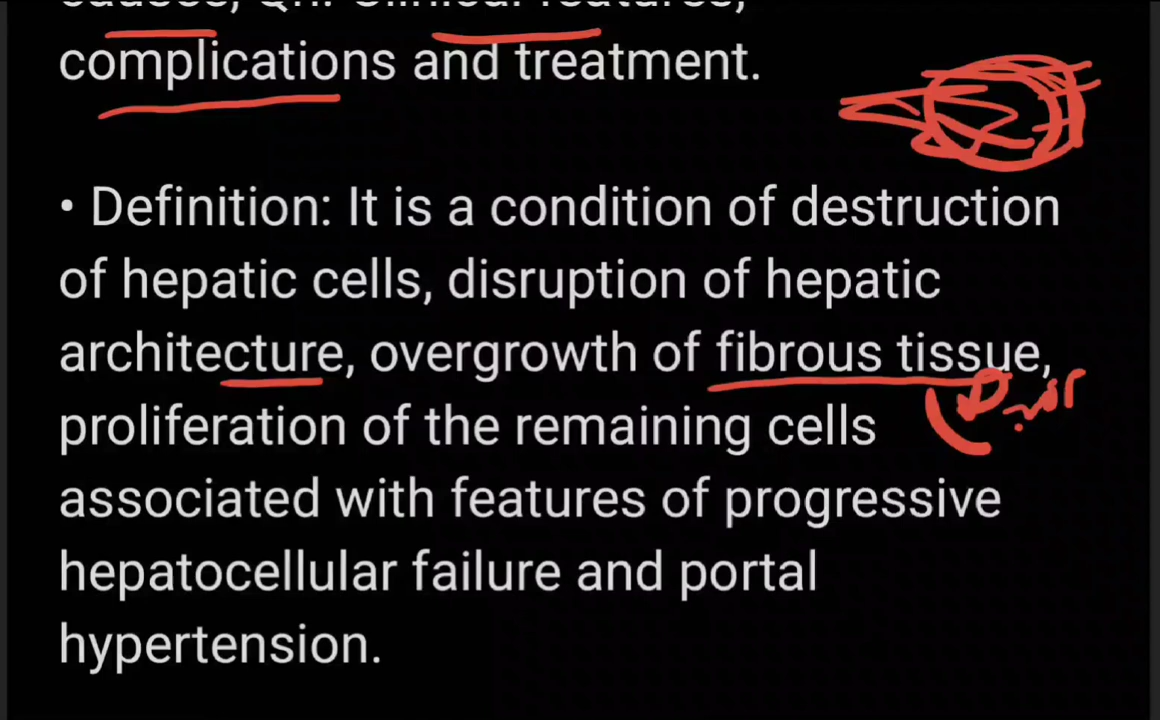 complications and treatment.
• Definition: It is a condition of destruction
of hepatic cells, disruption of hepatic
architecture, overgrowth of fibrous tissue,
proliferation of the remaining cells
associated with features of progressive
hepatocellular failure and portal
hypertension.